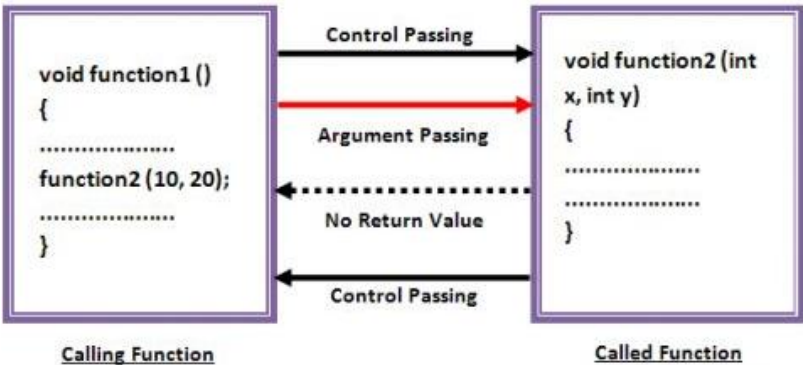 void function1 ()
{
....................
function2 (10, 20);
....................
}
Calling Function
Control Passing
Argument Passing
No Return Value
Control Passing
void function2 (int
x, int y)
{
....................
....................
}
Called Function